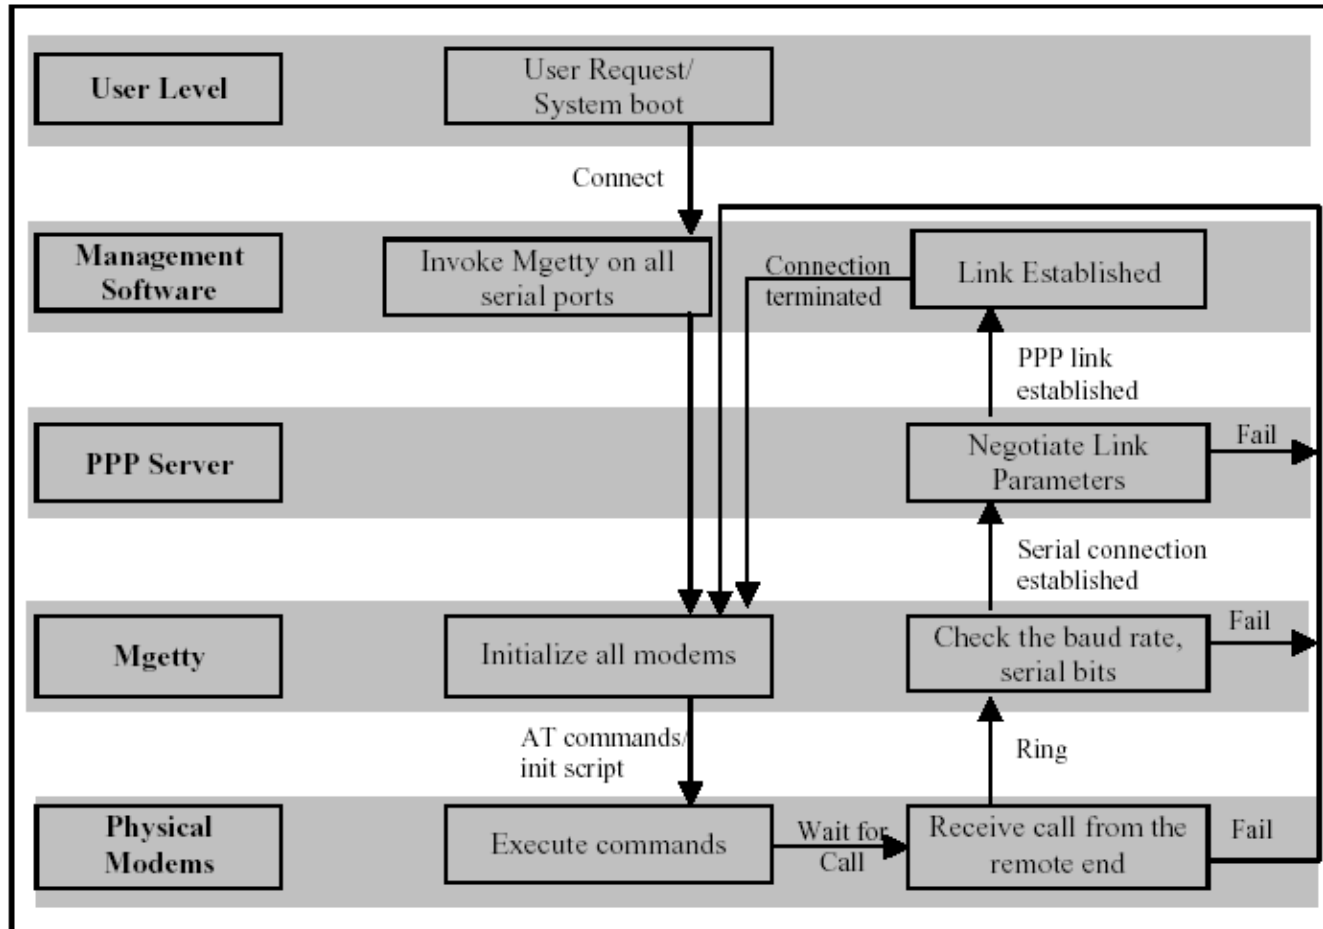 User Level
User Request/
System boot
Connect
Management
Software
Invoke Mgetty on all
serial ports
Connection
terminated
Link Established
PPP link
established
PPP Server
Negotiate Link
Parameters
Fail
Serial connection
established
Mgetty
Initialize all modems
Check the baud rate,
serial bits
Fail
AT commands/
init script
Ring
Physical
Modems
Execute commands
Wait for
Call
Receive call from the
remote end
Fail